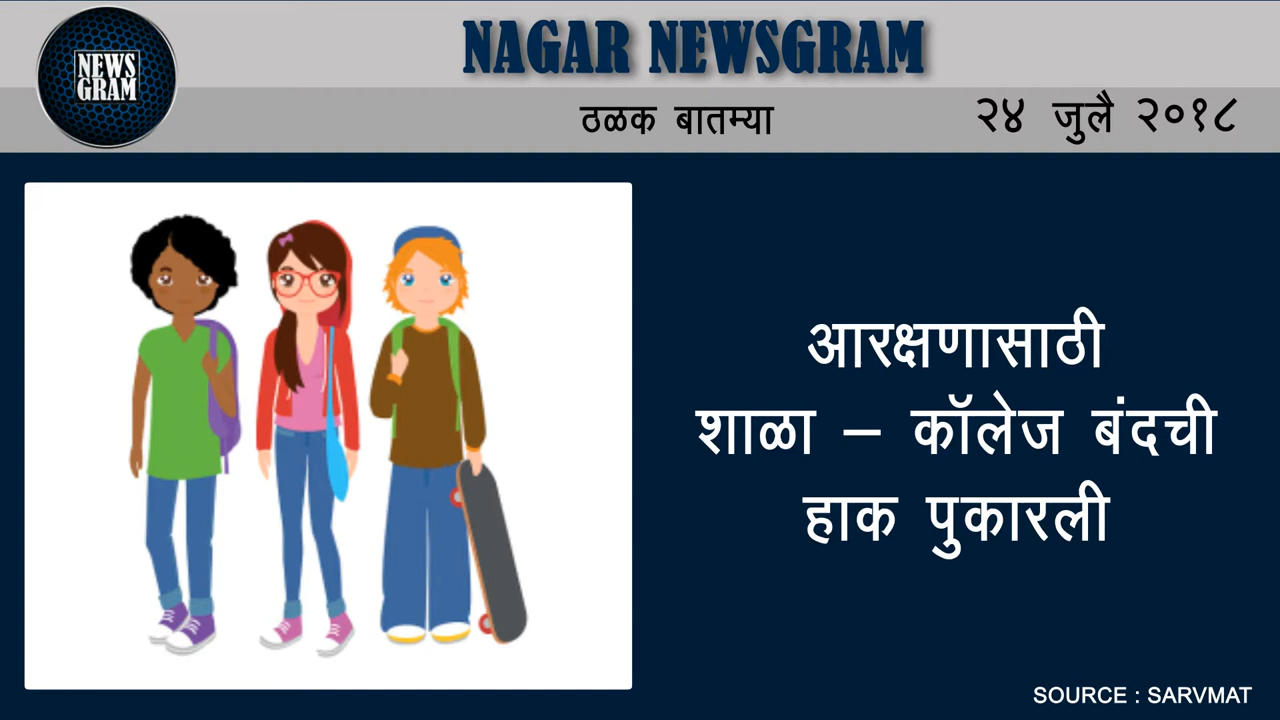 NEWS
GRAM
NAGAR NEWSGRAM
ठळक बातम्या
२४ जुलै २०१८
आरक्षणासाठी
शाळा – कॉलेज बंदची
हाक पुकारली
SOURCE : SARVMAT